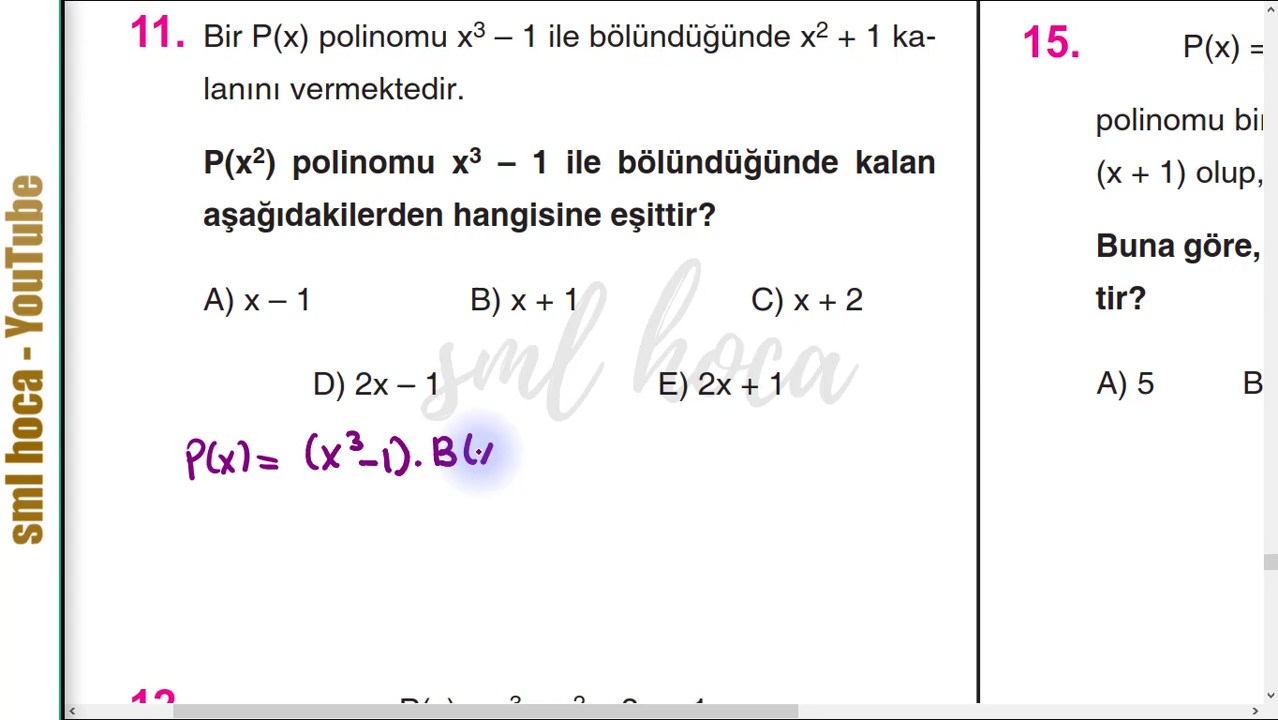 sml hoca - YouTube
11. Bir P(x) polinomu x³ – 1 ile bölündüğünde x² + 1 ka-
lanını vermektedir.
P(x²) polinomu x³ – 1 ile bölündüğünde kalan
aşağıdakilerden hangisine eşittir?
A) x – 1 B) x + 1 C) x + 2
D) 2x – 1 E) 2x + 1
sml hoca
P(x) = (x³-1). B(
15. P(x) =
polinomu bir
(x + 1) olup,
Buna göre,
tir?
A) 5 B
12.